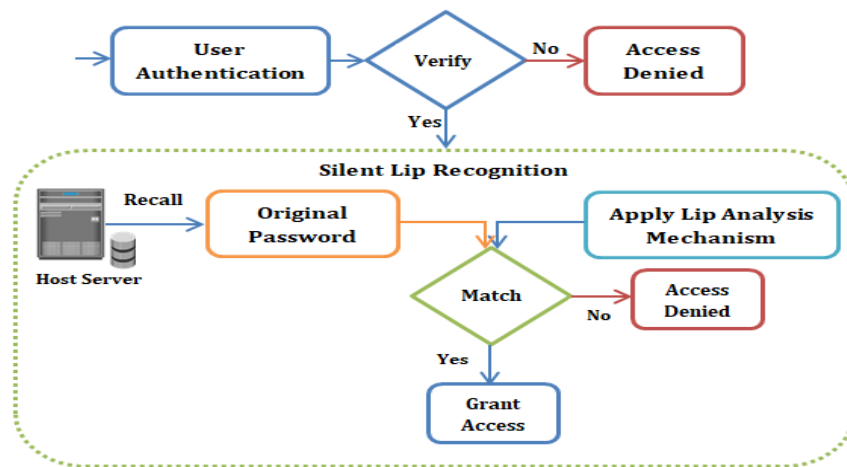 User
Authentication
Verify
No
Access
Denied
Yes
Silent Lip Recognition
Recall
Host Server
Original
Password
Apply Lip Analysis
Mechanism
Match
No
Access
Denied
Yes
Grant
Access